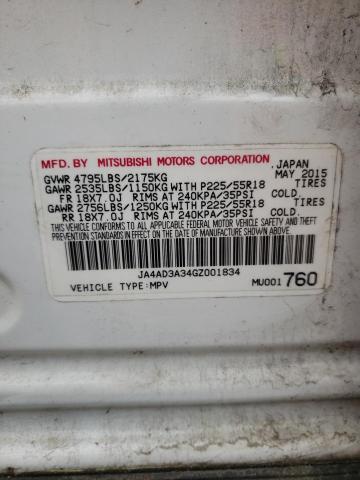 MFD. BY MITSUBISHI MOTORS CORPORATION, JAPAN
GVWR 4795LBS/2175KG MAY 2015
GAWR 2535LBS/1150KG WITH P225/55R18 TIRES
FR 18X7.0J RIMS AT 240KPA/35PSI COLD.
GAWR 2756LBS/1250KG WITH P225/55R18 TIRES
RR 18X7.0J RIMS AT 240KPA/35PSI COLD.
THIS VEHICLE CONFORMS TO ALL APPLICABLE FEDERAL MOTOR VEHICLE SAFETY AND
THEFT PREVENTION STANDARDS IN EFFECT ON THE DATE OF MANUFACTURE SHOWN ABOVE.
JA4AD3A34GZ001834
VEHICLE TYPE:MPV MU001760